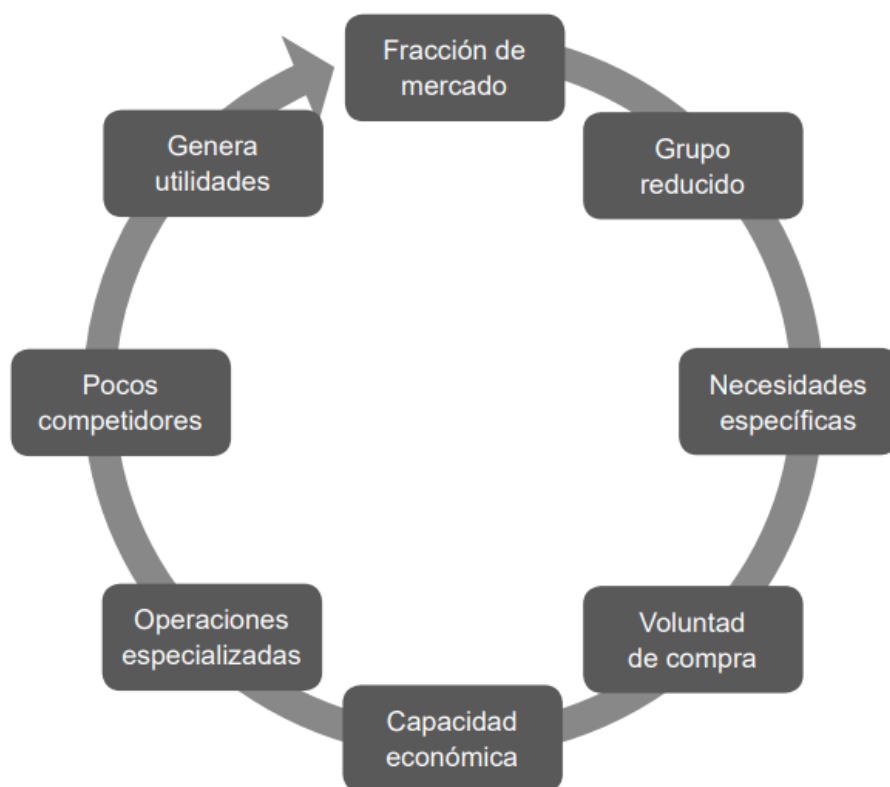 Fracción de
mercado
Grupo
reducido
Necesidades
específicas
Voluntad
de compra
Capacidad
económica
Operaciones
especializadas
Pocos
competidores
Genera
utilidades